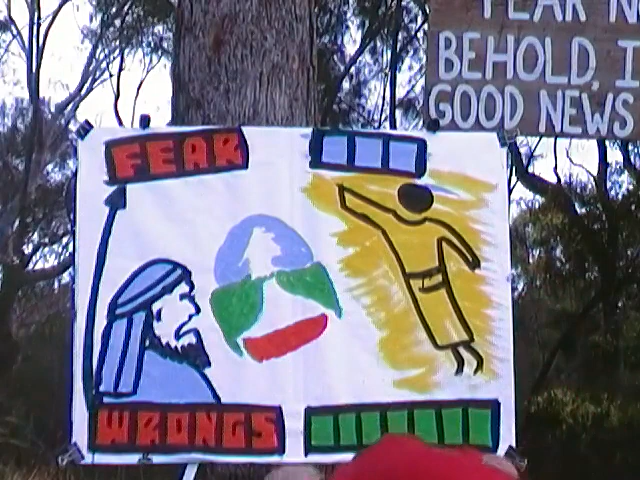 FEAR N
BEHOLD, I
GOOD NEWS
FEAR
WRONGS